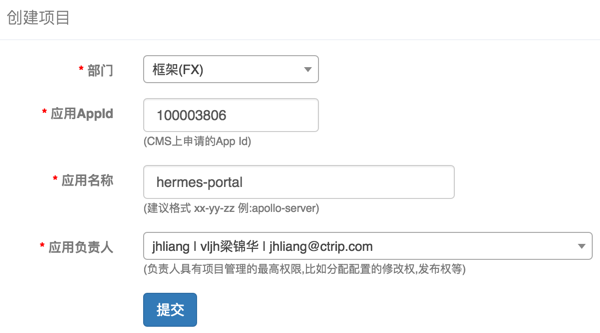 创建项目
* 部门
框架(FX)
* 应用AppId
100003806
(CMS上申请的App Id)
* 应用名称
hermes-portal
(建议格式 xx-yy-zz 例:apollo-server)
* 应用负责人
jhliang | vljh梁锦华 | jhliang@ctrip.com
(负责人具有项目管理的最高权限,比如分配配置的修改权,发布权等)
提交